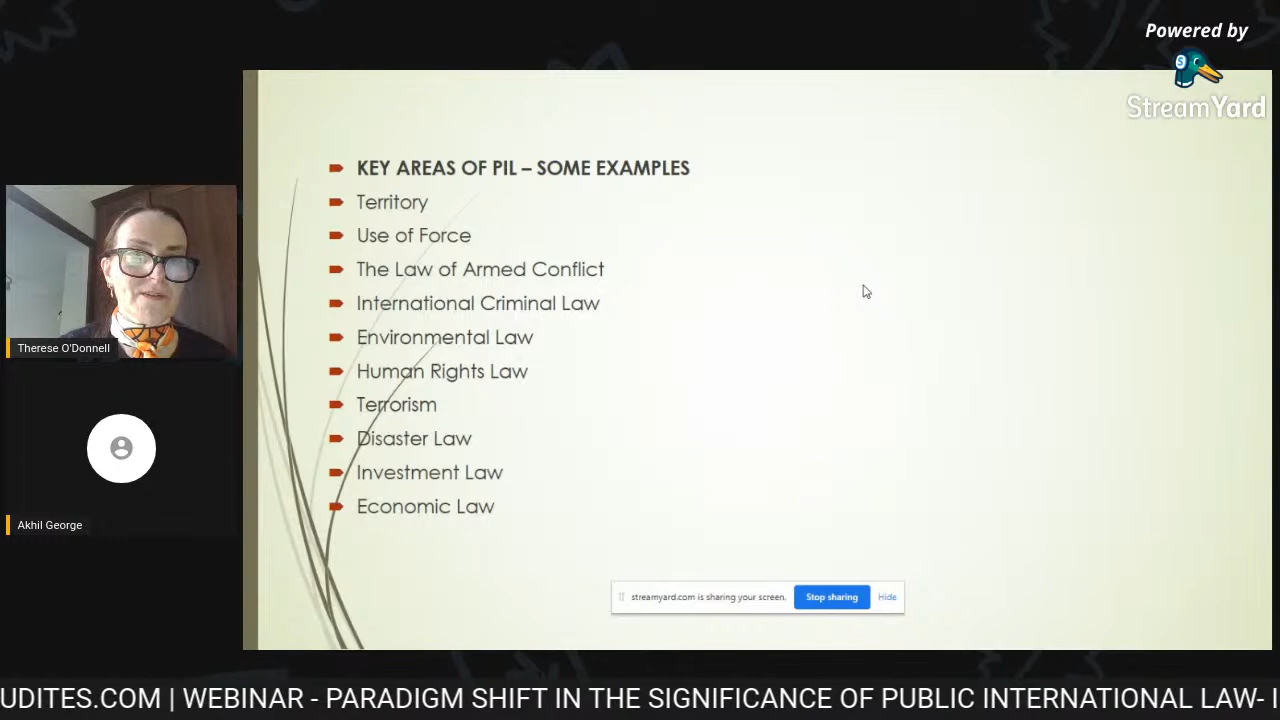 Powered by
StreamYard
KEY AREAS OF PIL – SOME EXAMPLES
Territory
Use of Force
The Law of Armed Conflict
International Criminal Law
Environmental Law
Human Rights Law
Terrorism
Disaster Law
Investment Law
Economic Law
Therese O'Donnell
Akhil George
streamyard.com is sharing your screen. Stop sharing Hide
UDITES.COM | WEBINAR - PARADIGM SHIFT IN THE SIGNIFICANCE OF PUBLIC INTERNATIONAL LAW- I